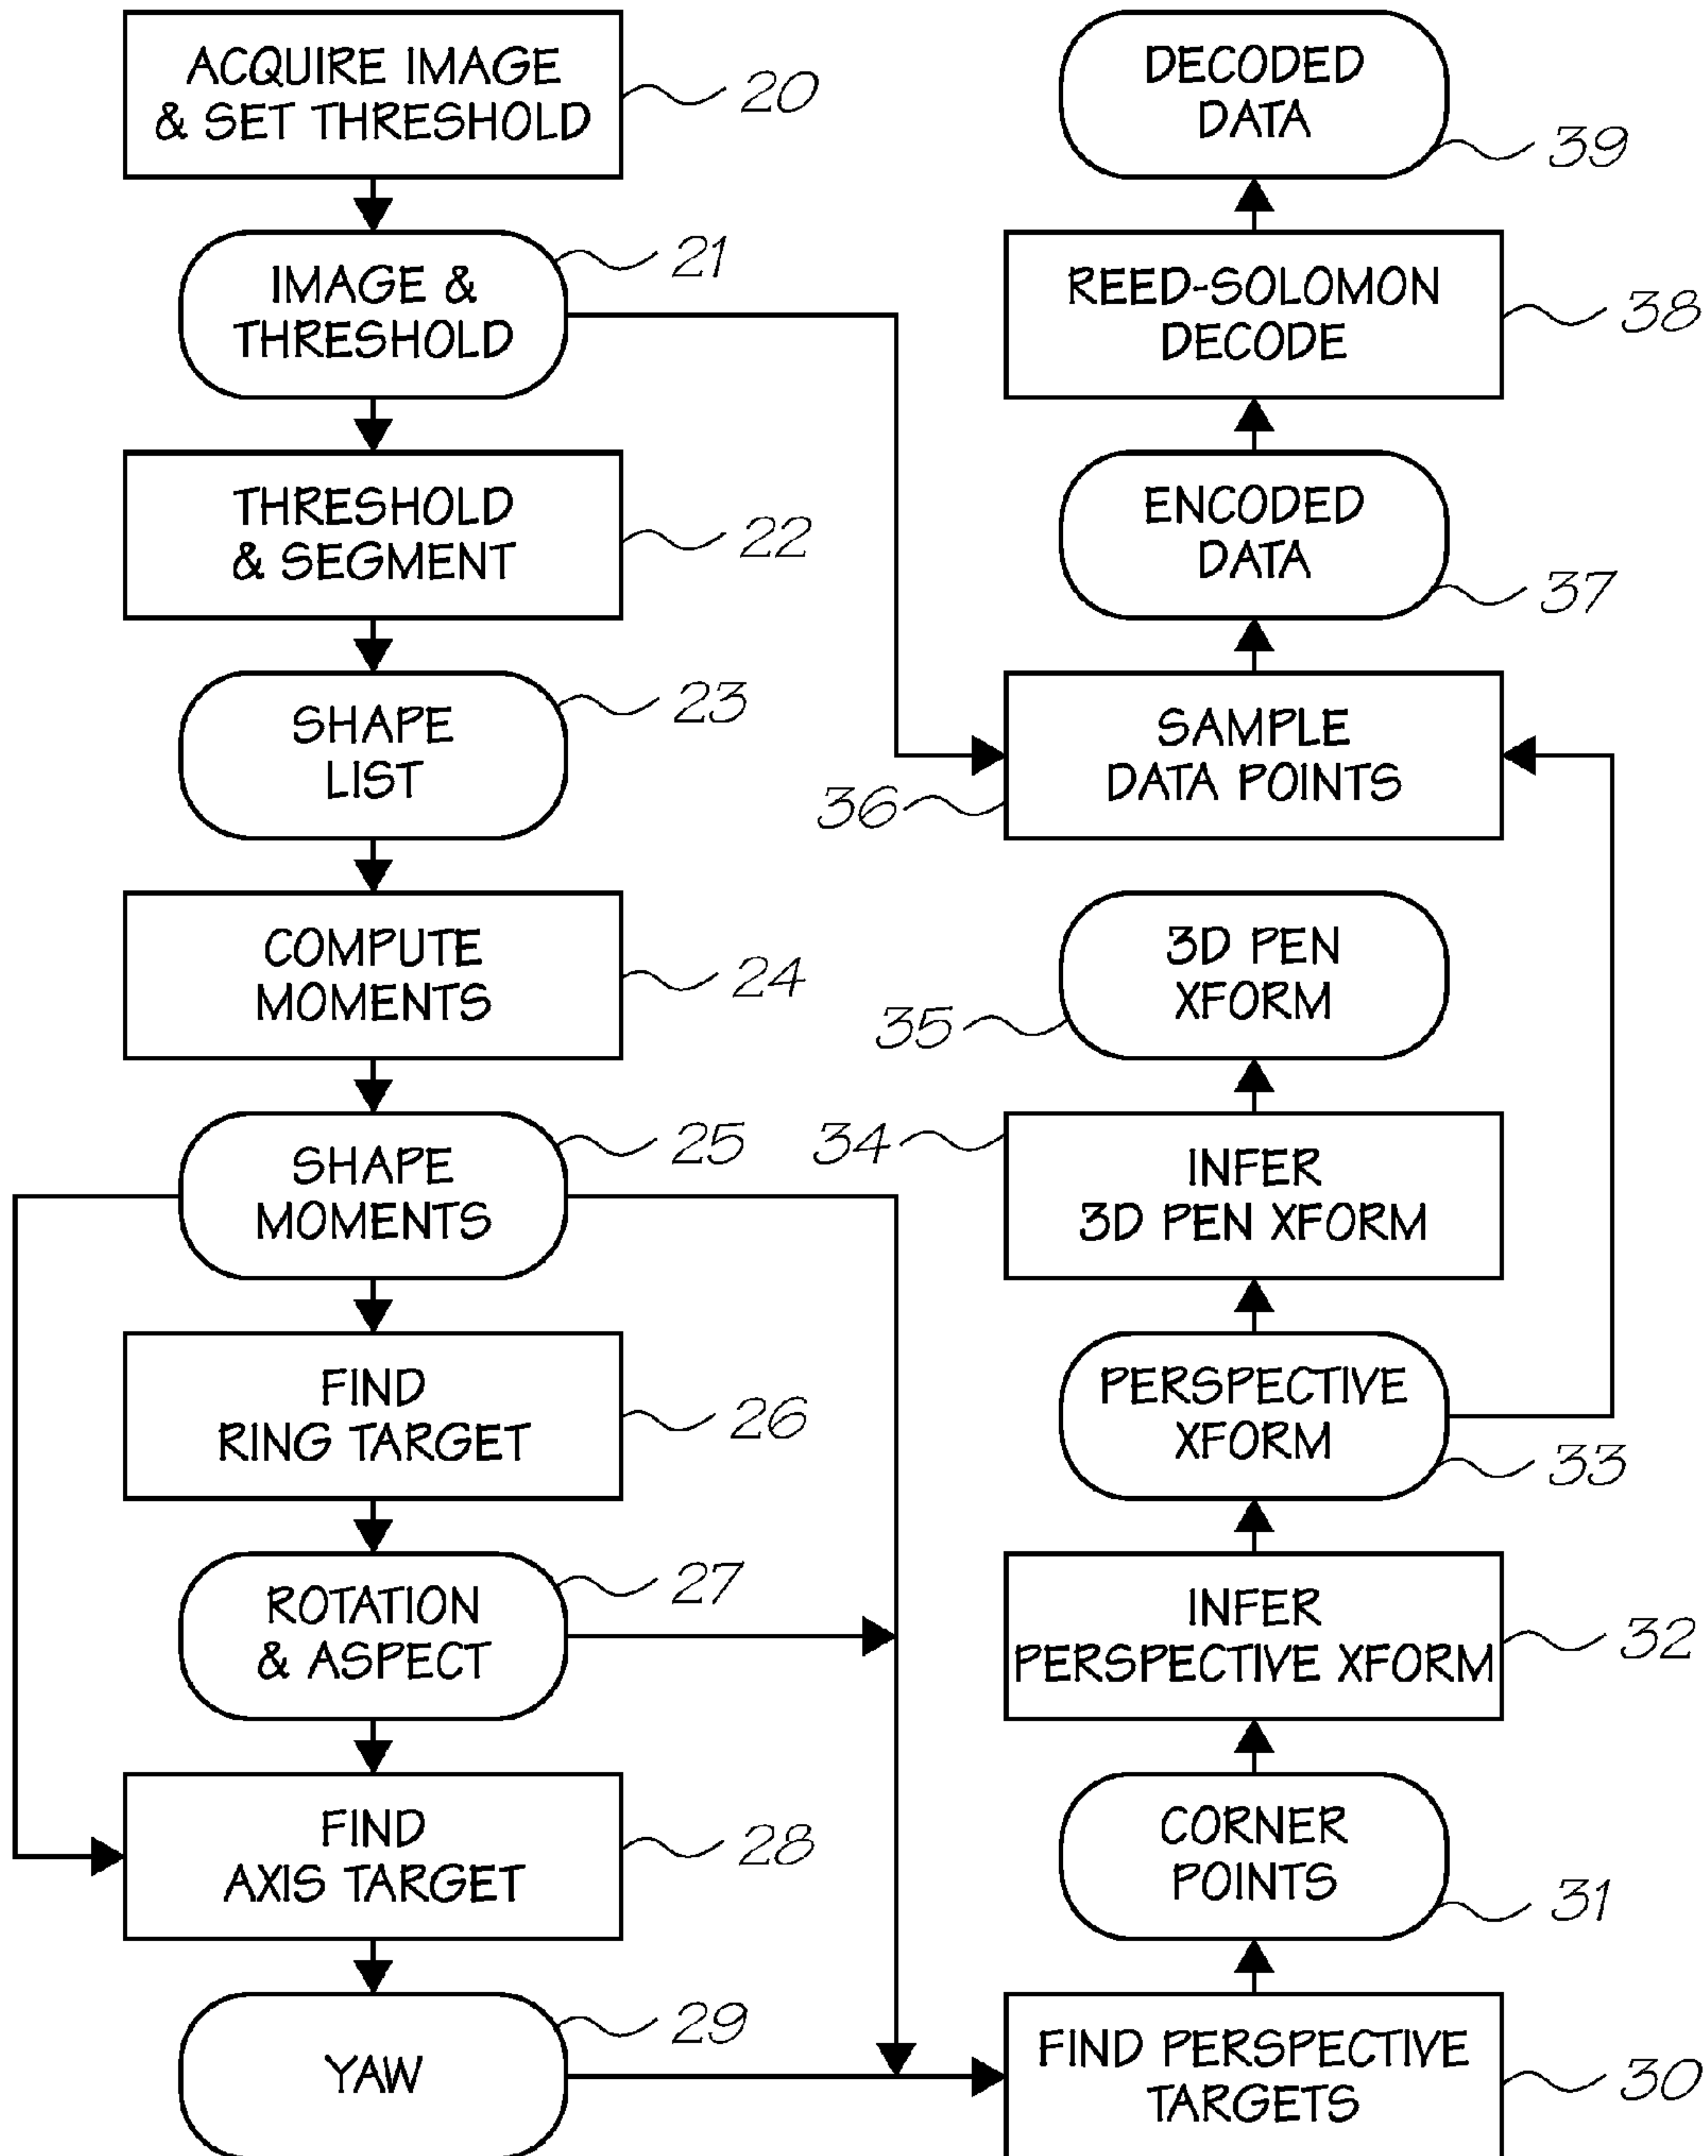 ACQUIRE IMAGE
& SET THRESHOLD
20
IMAGE &
THRESHOLD
21
THRESHOLD
& SEGMENT
22
SHAPE
LIST
23
COMPUTE
MOMENTS
24
SHAPE
MOMENTS
25
FIND
RING TARGET
26
ROTATION
& ASPECT
27
FIND
AXIS TARGET
28
YAW
29
DECODED
DATA
39
REED-SOLOMON
DECODE
38
ENCODED
DATA
37
SAMPLE
DATA POINTS
36
3D PEN
XFORM
35
INFER
3D PEN XFORM
34
PERSPECTIVE
XFORM
33
INFER
PERSPECTIVE XFORM
32
CORNER
POINTS
31
FIND PERSPECTIVE
TARGETS
30